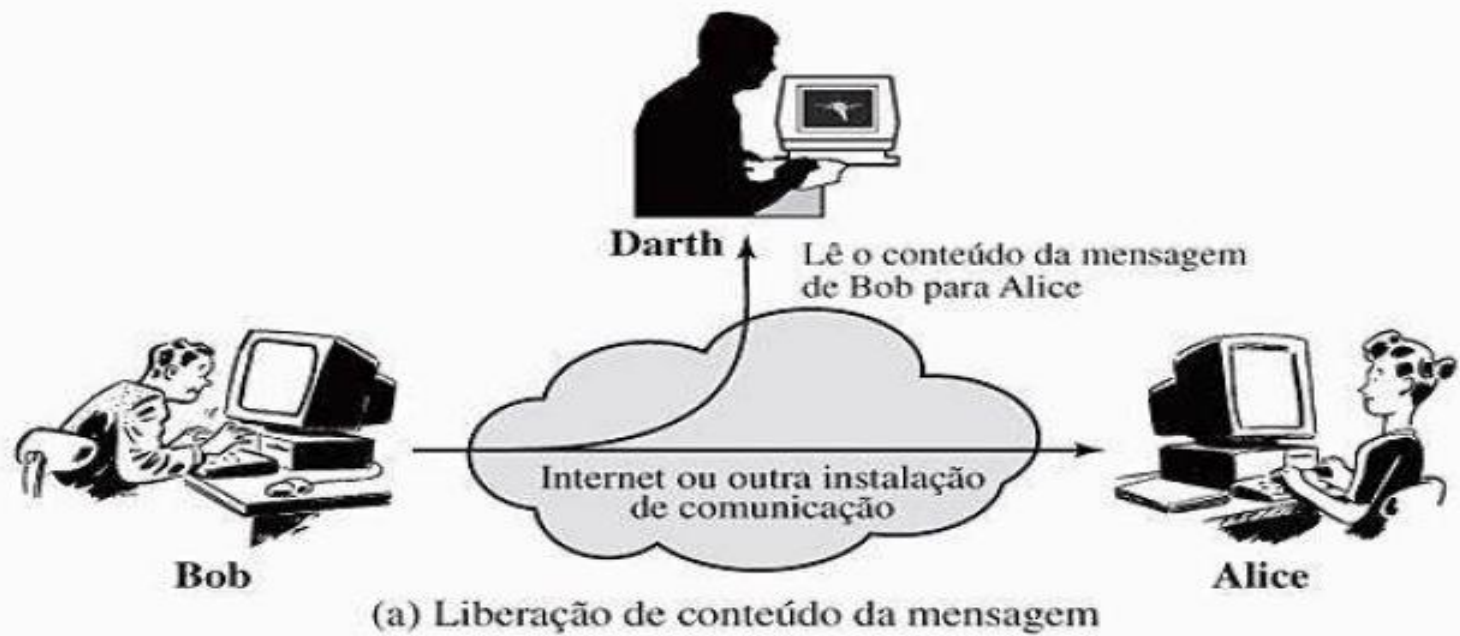 Darth
Lê o conteúdo da mensagem
de Bob para Alice
Internet ou outra instalação
de comunicação
Bob
Alice
(a) Liberação de conteúdo da mensagem